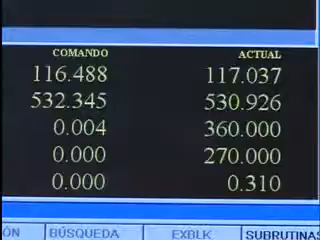 COMANDO ACTUAL
116.488 117.037
532.345 530.926
0.004 360.000
0.000 270.000
0.000 0.310
ÓN BÚSQUEDA EXBLK SUBRUTINAS